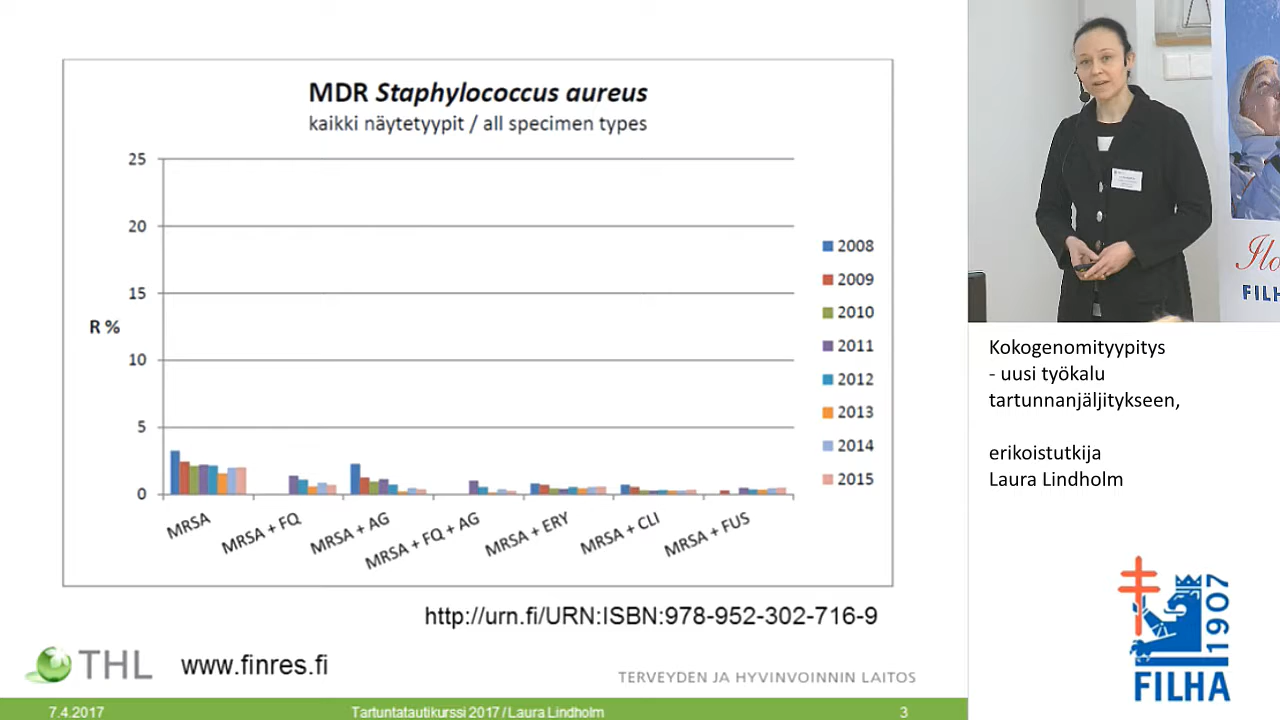 MDR Staphylococcus aureus
kaikki näytetyypit / all specimen types
25
20
15
R %
10
5
0
MRSA
MRSA + FQ
MRSA + AG
MRSA + FQ + AG
MRSA + ERY
MRSA + CLI
MRSA + FUS
2008
2009
2010
2011
2012
2013
2014
2015
http://urn.fi/URN:ISBN:978-952-302-716-9
THL
www.finres.fi
TERVEYDEN JA HYVINVOINNIN LAITOS
7.4.2017
Tartuntatautikurssi 2017 / Laura Lindholm
3
Kokogenomityypitys
- uusi työkalu
tartunnanjäljitykseen,
erikoistutkija
Laura Lindholm
1907
FILHA